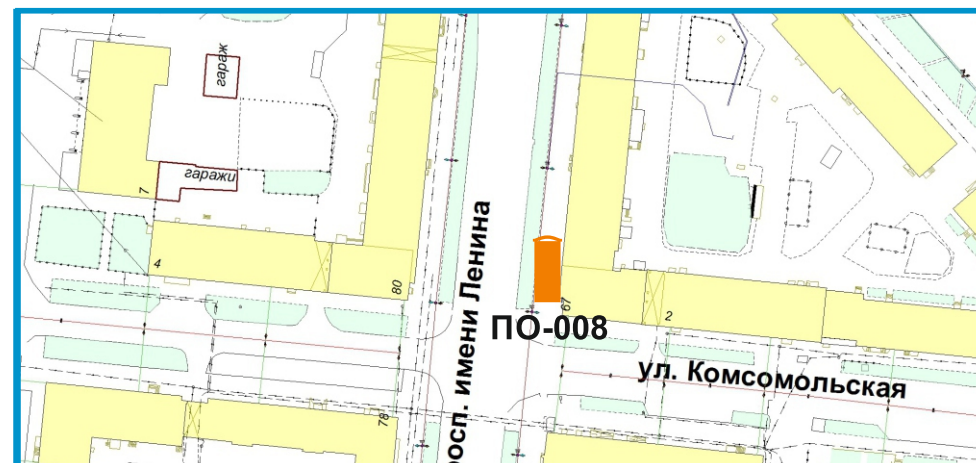 гараж
гаражи
7
4
80
просп. имени Ленина
67
2
ПО-008
ул. Комсомольская
78